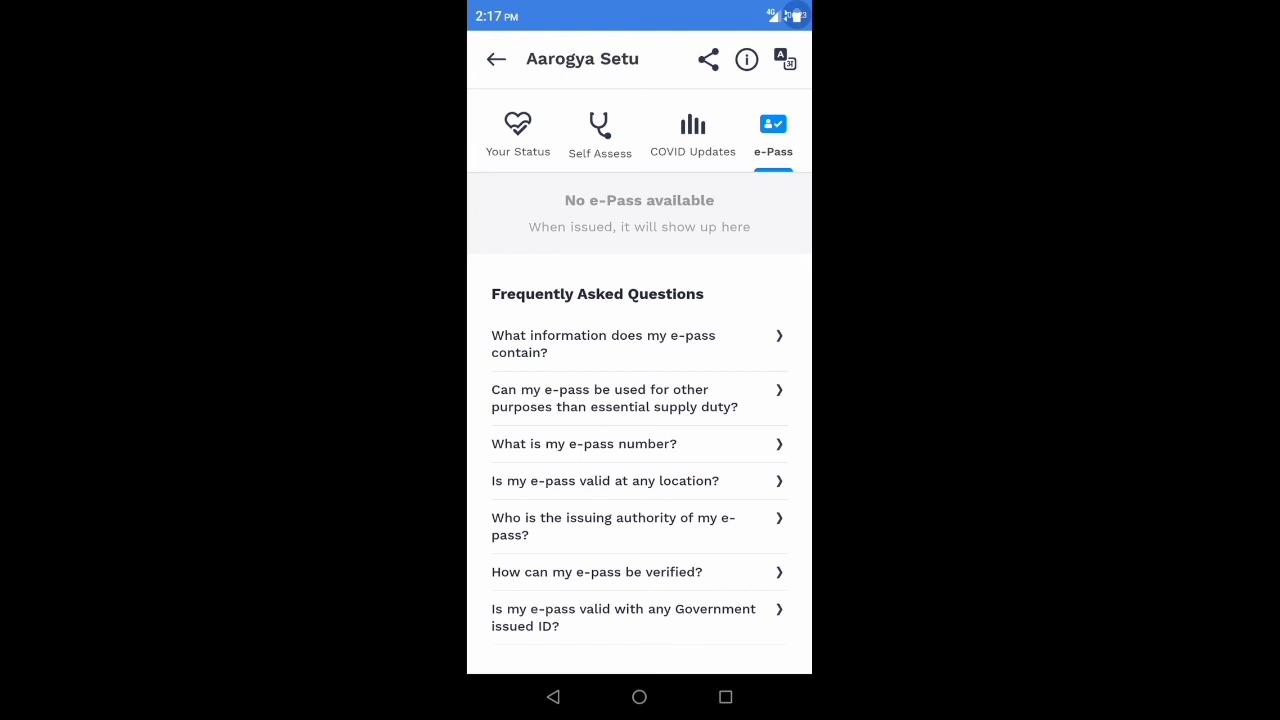 2:17 PM
4G
Aarogya Setu
A
अ
Your Status
Self Assess
COVID Updates
e-Pass
No e-Pass available
When issued, it will show up here
Frequently Asked Questions
What information does my e-pass
contain?
Can my e-pass be used for other
purposes than essential supply duty?
What is my e-pass number?
Is my e-pass valid at any location?
Who is the issuing authority of my e-
pass?
How can my e-pass be verified?
Is my e-pass valid with any Government
issued ID?